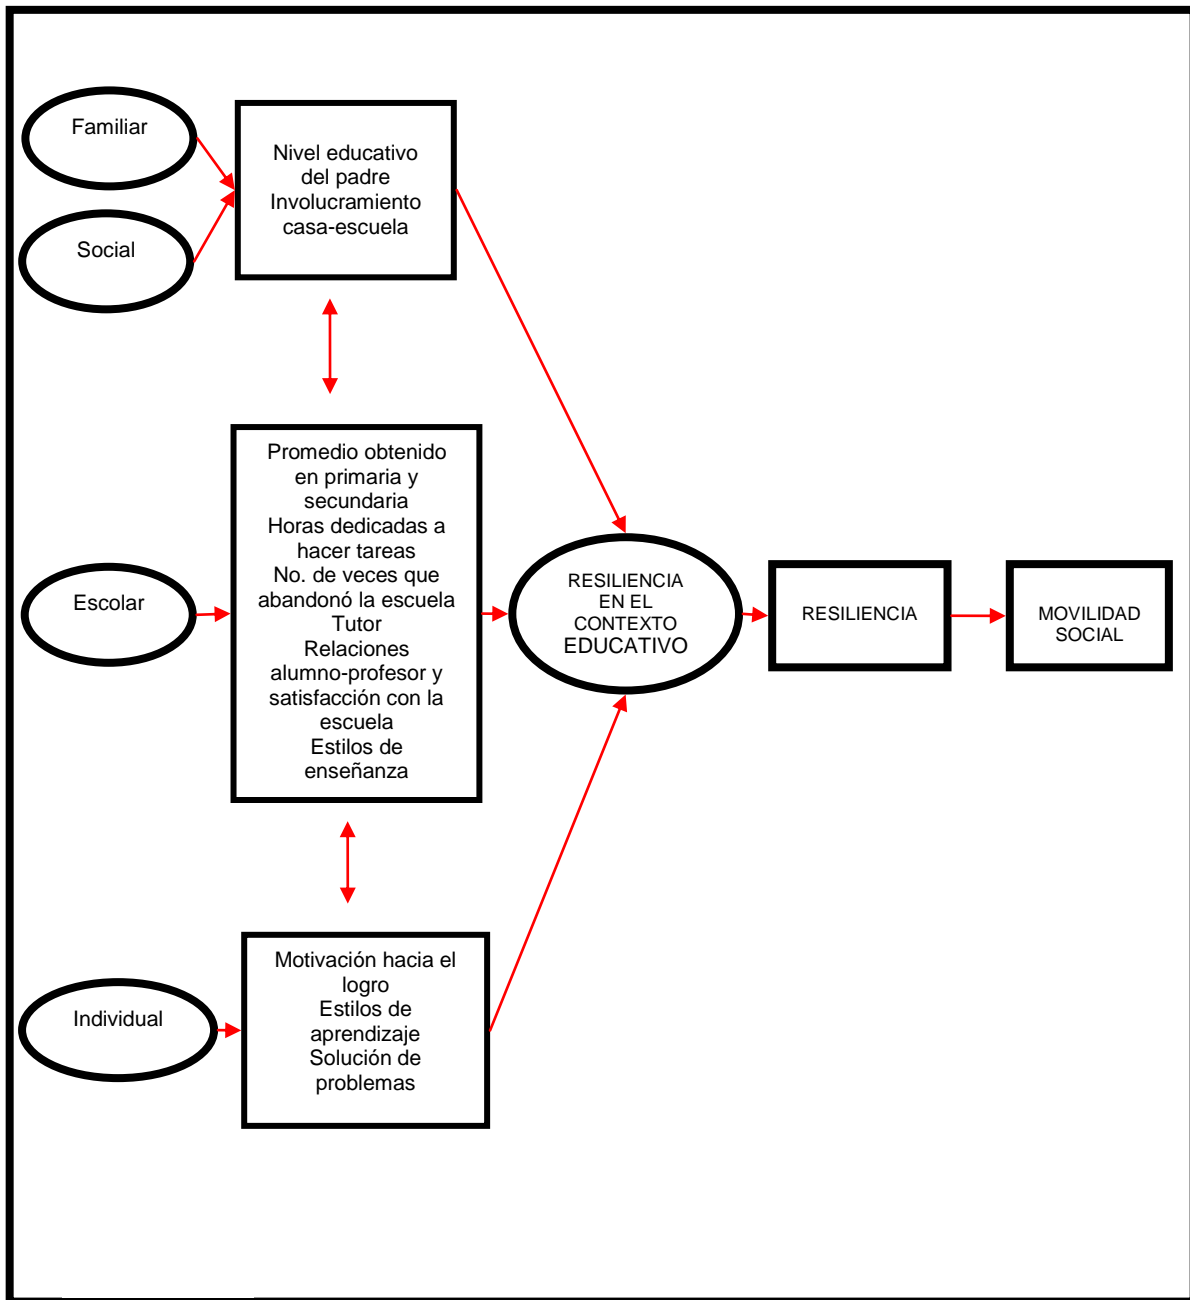 Familiar
Social
Nivel educativo
del padre
Involucramiento
casa-escuela
Escolar
Promedio obtenido
en primaria y
secundaria
Horas dedicadas a
hacer tareas
No. de veces que
abandonó la escuela
Tutor
Relaciones
alumno-profesor y
satisfacción con la
escuela
Estilos de
enseñanza
RESILIENCIA
EN EL
CONTEXTO
EDUCATIVO
RESILIENCIA
MOVILIDAD
SOCIAL
Individual
Motivación hacia el
logro
Estilos de
aprendizaje
Solución de
problemas